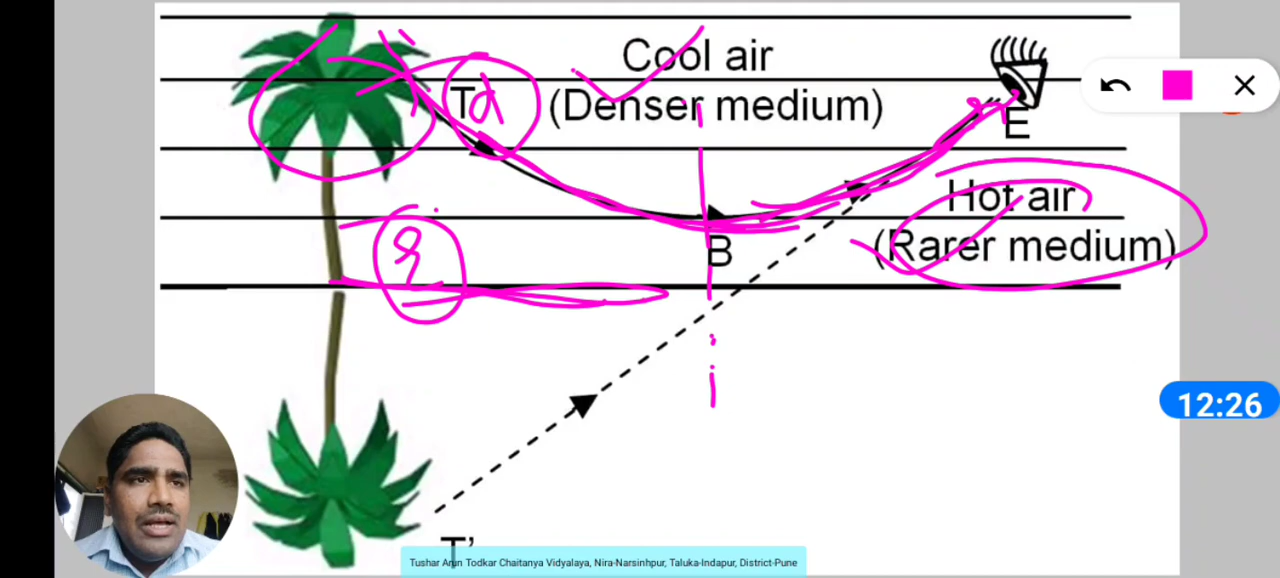 Cool air
T d (Denser medium)
E
Hot air
(Rarer medium)
B
12:26
T'
Tushar Arun Todkar Chaitanya Vidyalaya, Nira-Narsinhpur, Taluka-Indapur, District-Pune